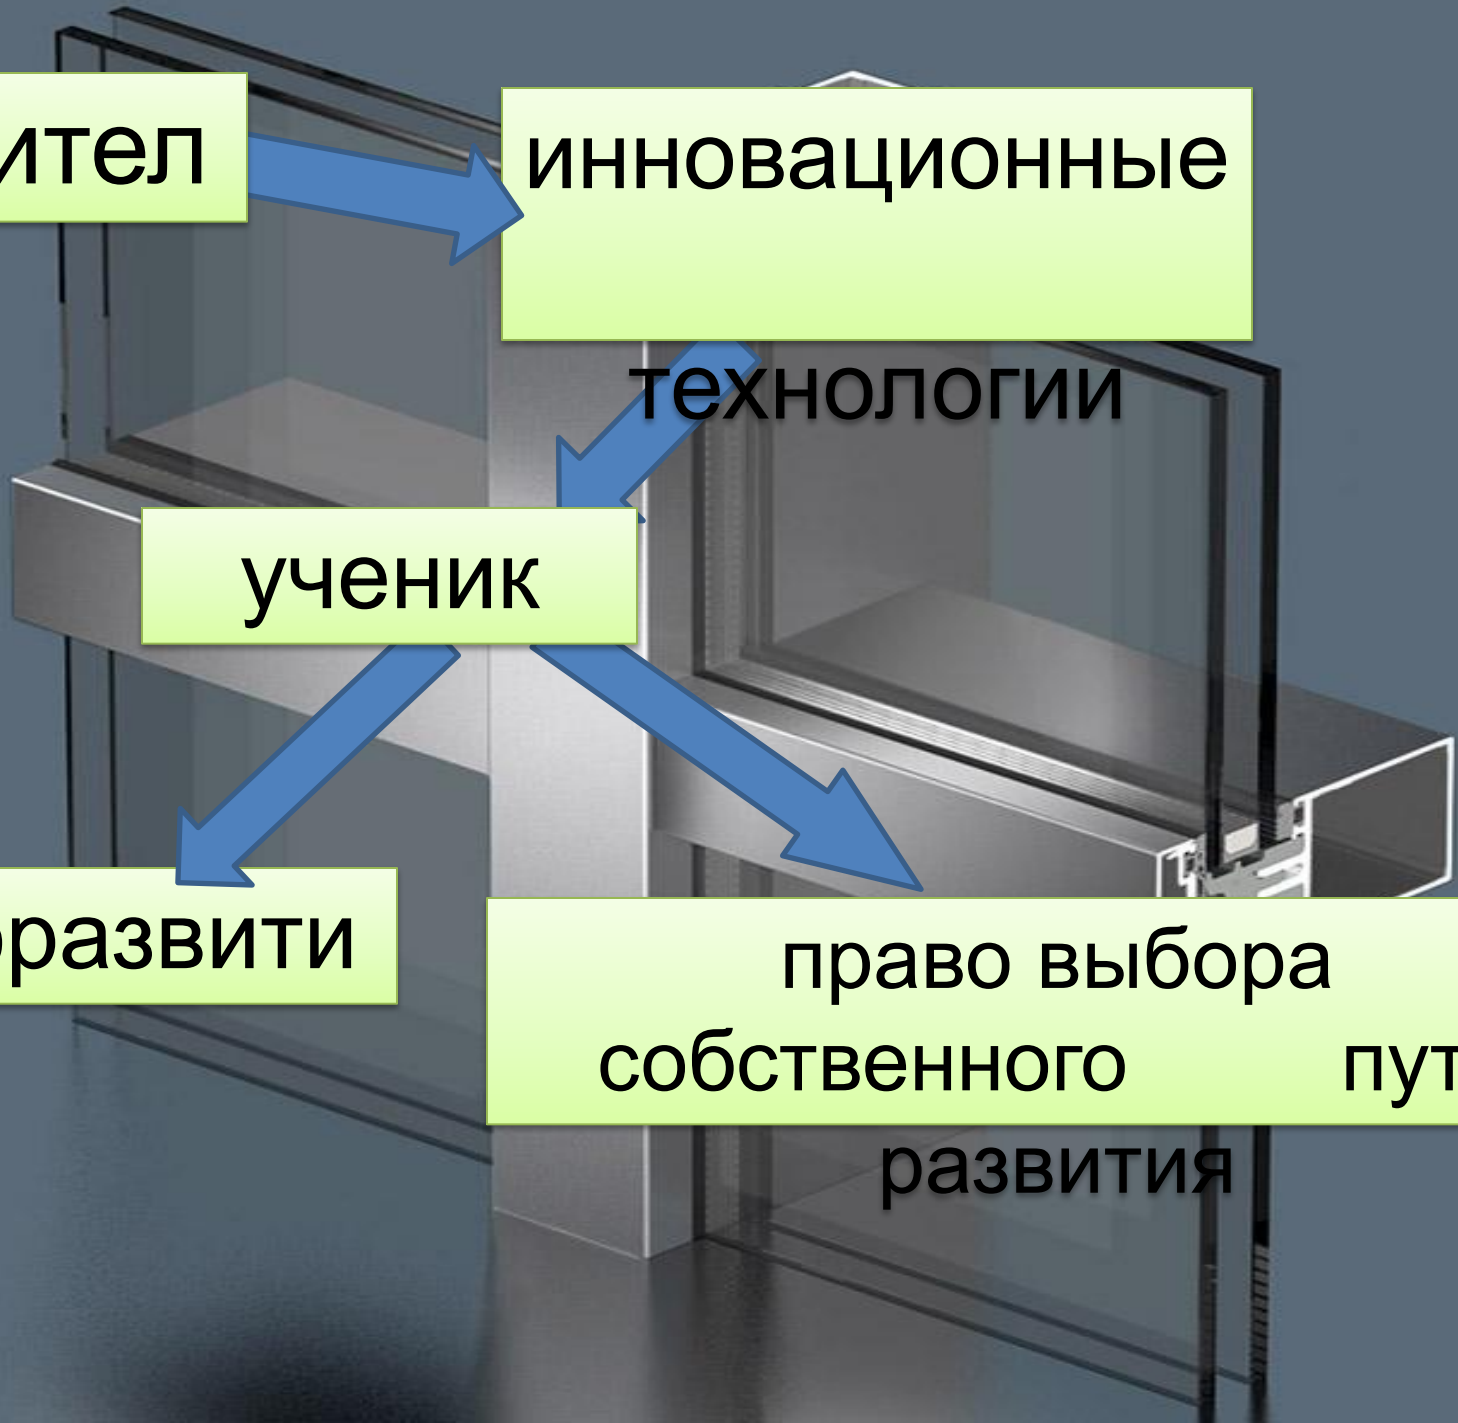 ител
инновационные
технологии
ученик
развити
право выбора
собственного пут
развития